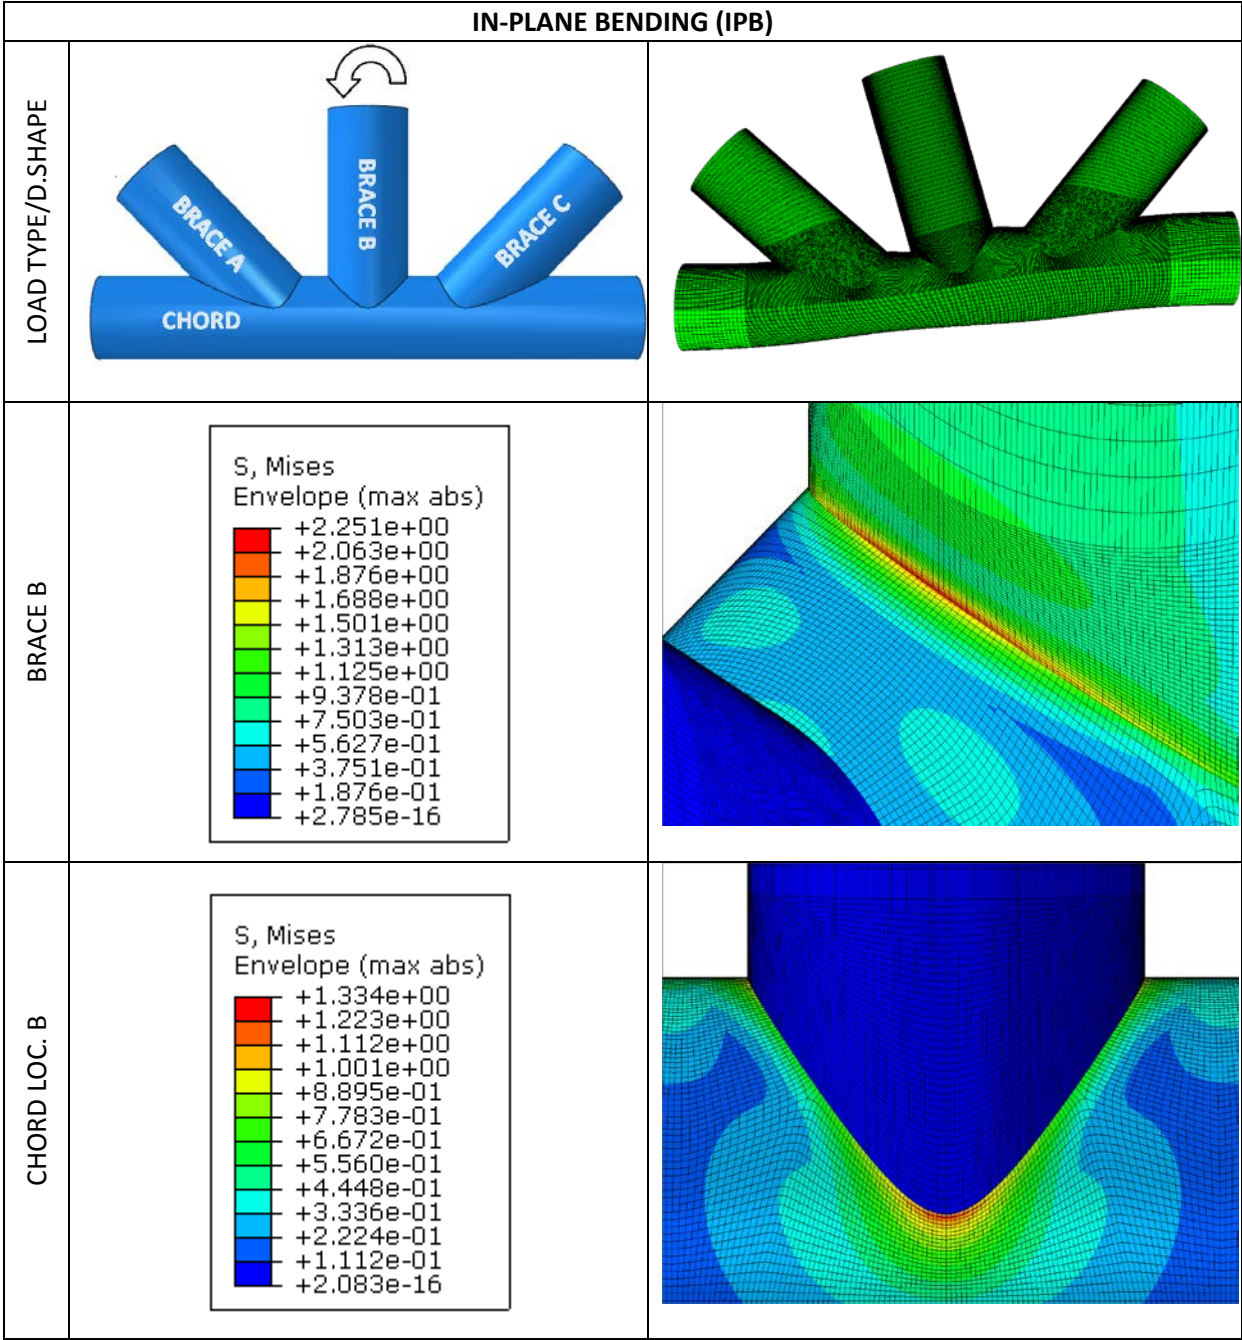 IN-PLANE BENDING (IPB)
LOAD TYPE/D.SHAPE
BRACE A
BRACE B
BRACE C
CHORD
BRACE B
S, Mises
Envelope (max abs)
+2.251e+00
+2.063e+00
+1.876e+00
+1.688e+00
+1.501e+00
+1.313e+00
+1.125e+00
+9.378e-01
+7.503e-01
+5.627e-01
+3.751e-01
+1.876e-01
+2.785e-16
CHORD LOC. B
S, Mises
Envelope (max abs)
+1.334e+00
+1.223e+00
+1.112e+00
+1.001e+00
+8.895e-01
+7.783e-01
+6.672e-01
+5.560e-01
+4.448e-01
+3.336e-01
+2.224e-01
+1.112e-01
+2.083e-16